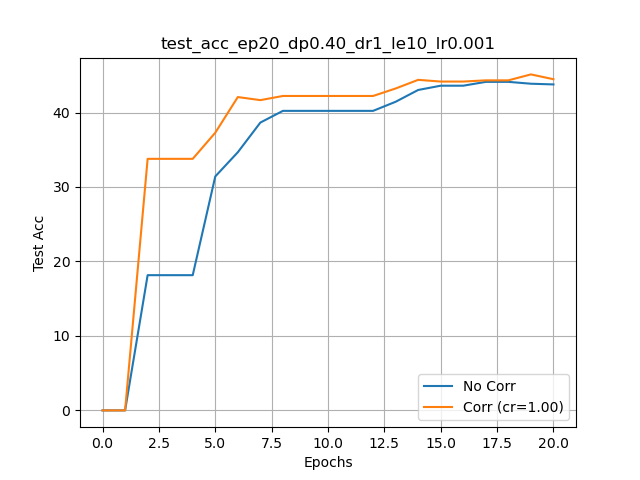 test_acc_ep20_dp0.40_dr1_le10_lr0.001
Test Acc
40
30
20
10
0
0.0 2.5 5.0 7.5 10.0 12.5 15.0 17.5 20.0
Epochs
No Corr
Corr (cr=1.00)